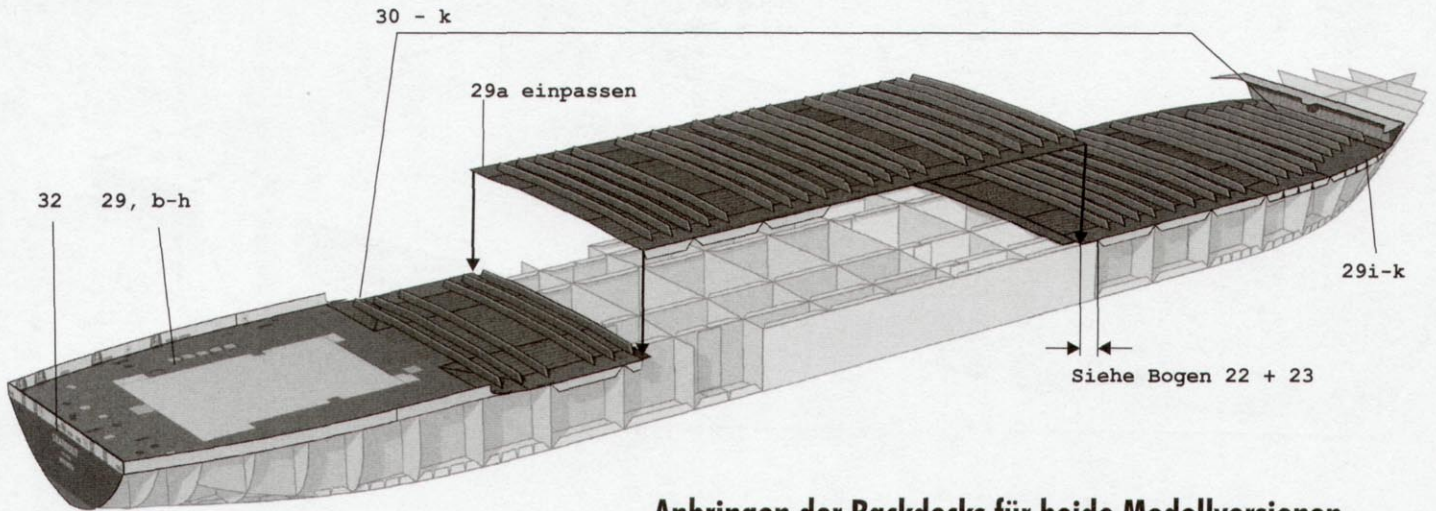 30 - k
29a einpassen
32 29, b-h
29i-k
Siehe Bogen 22 + 23
Anbringen der Backdecks für beide Modellversionen